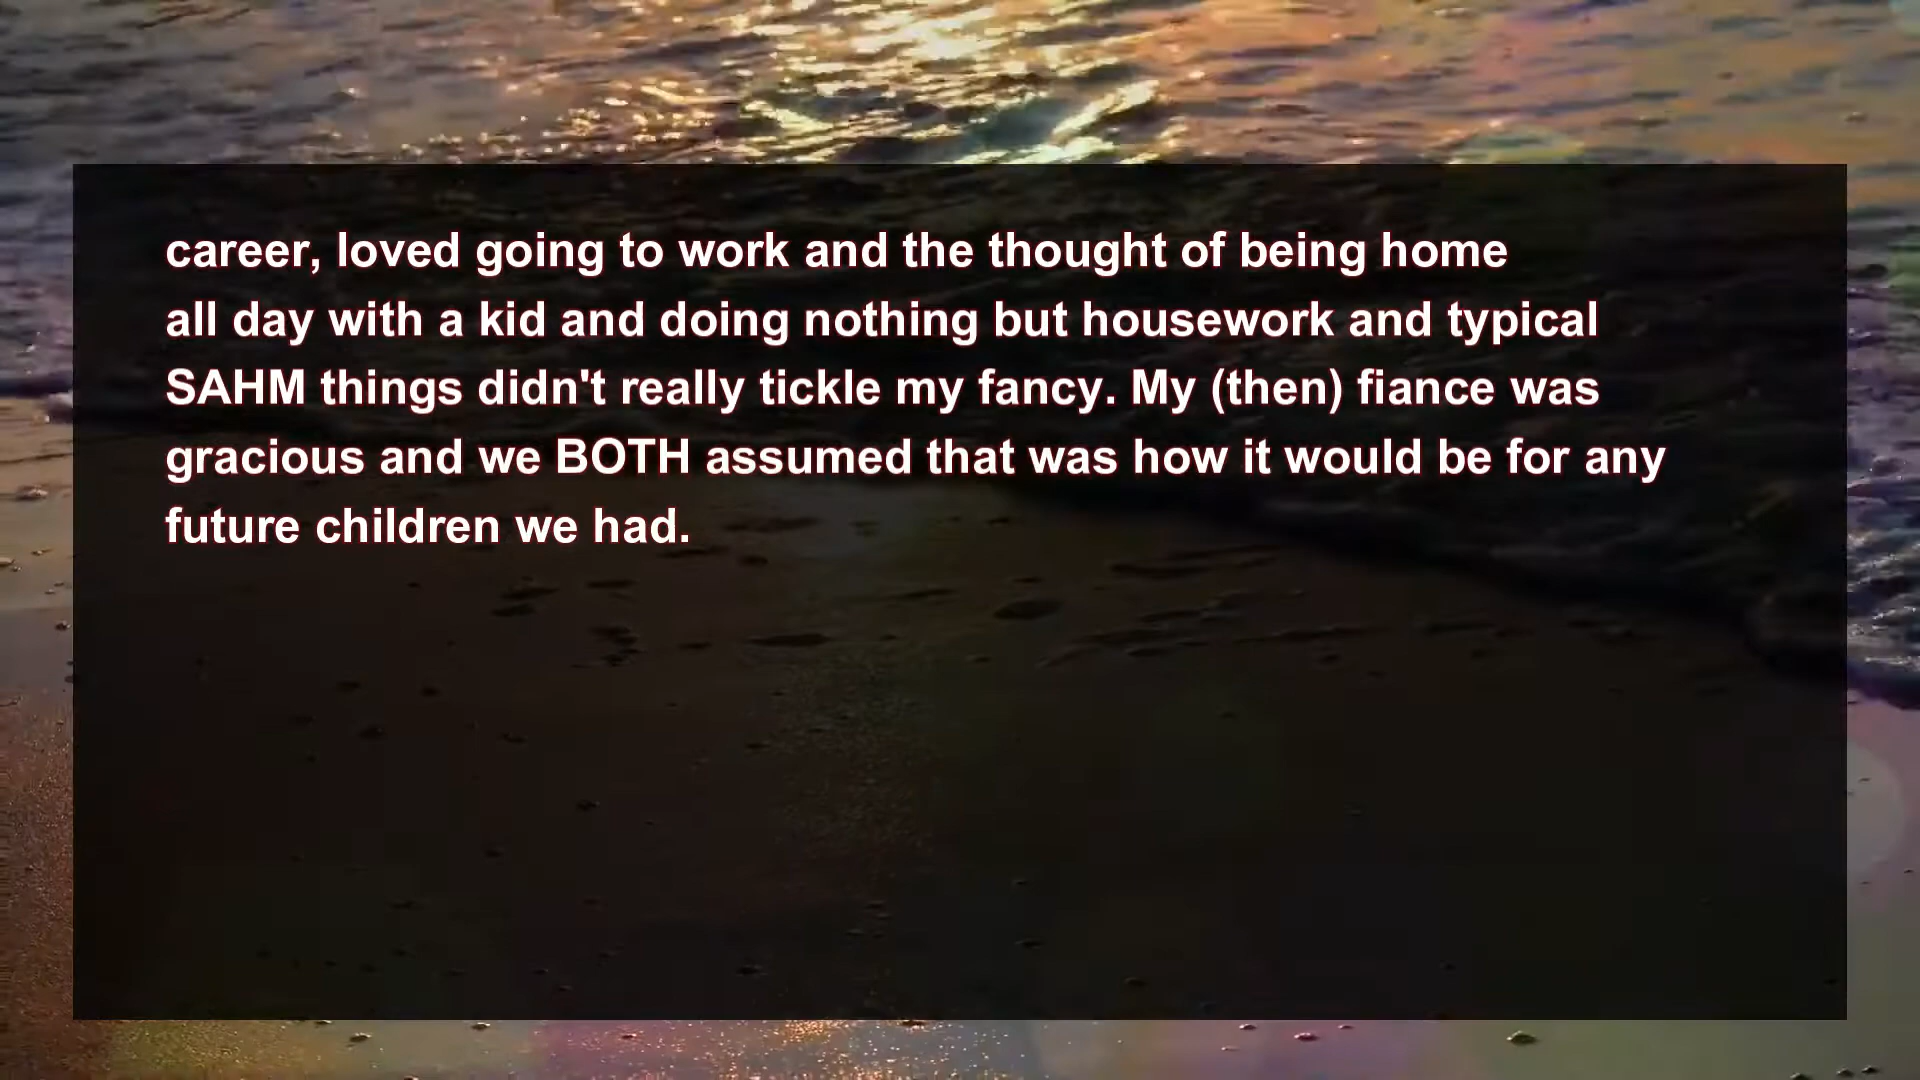 career, loved going to work and the thought of being home
all day with a kid and doing nothing but housework and typical
SAHM things didn't really tickle my fancy. My (then) fiance was
gracious and we BOTH assumed that was how it would be for any
future children we had.